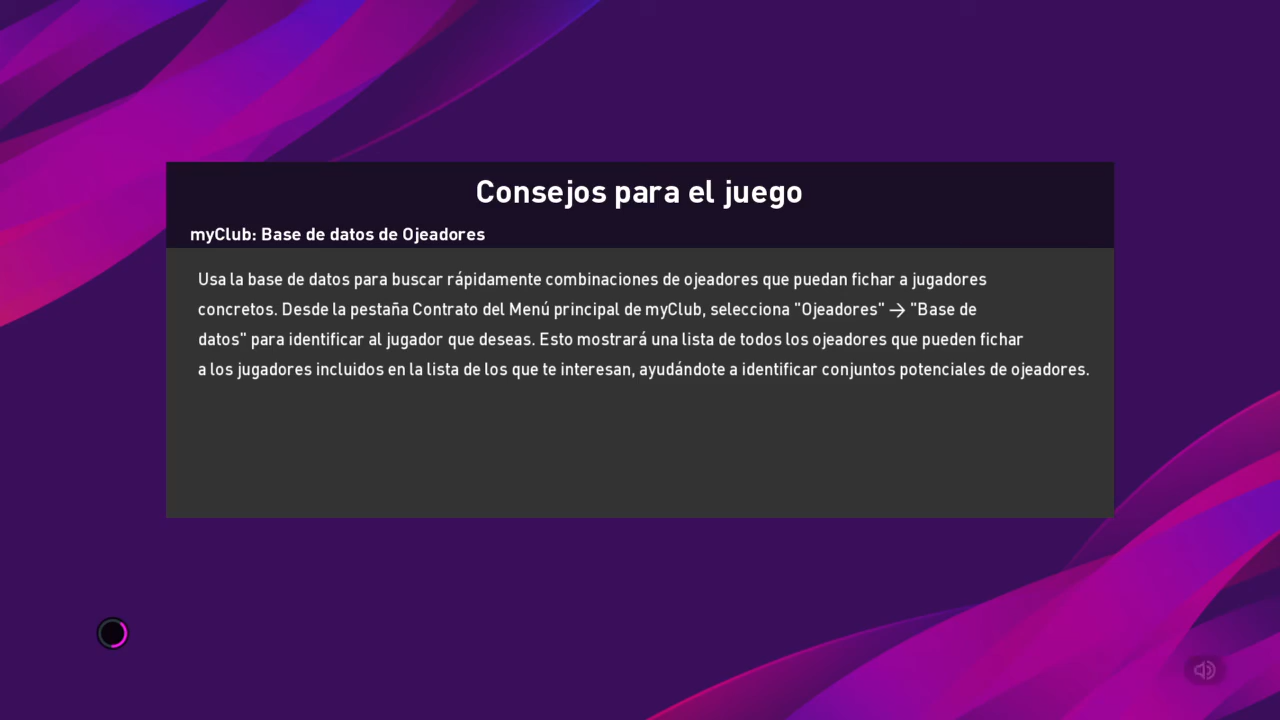 Consejos para el juego
myClub: Base de datos de Ojeadores
Usa la base de datos para buscar rápidamente combinaciones de ojeadores que puedan fichar a jugadores
concretos. Desde la pestaña Contrato del Menú principal de myClub, selecciona "Ojeadores" → "Base de
datos" para identificar al jugador que deseas. Esto mostrará una lista de todos los ojeadores que pueden fichar
a los jugadores incluidos en la lista de los que te interesan, ayudándote a identificar conjuntos potenciales de ojeadores.